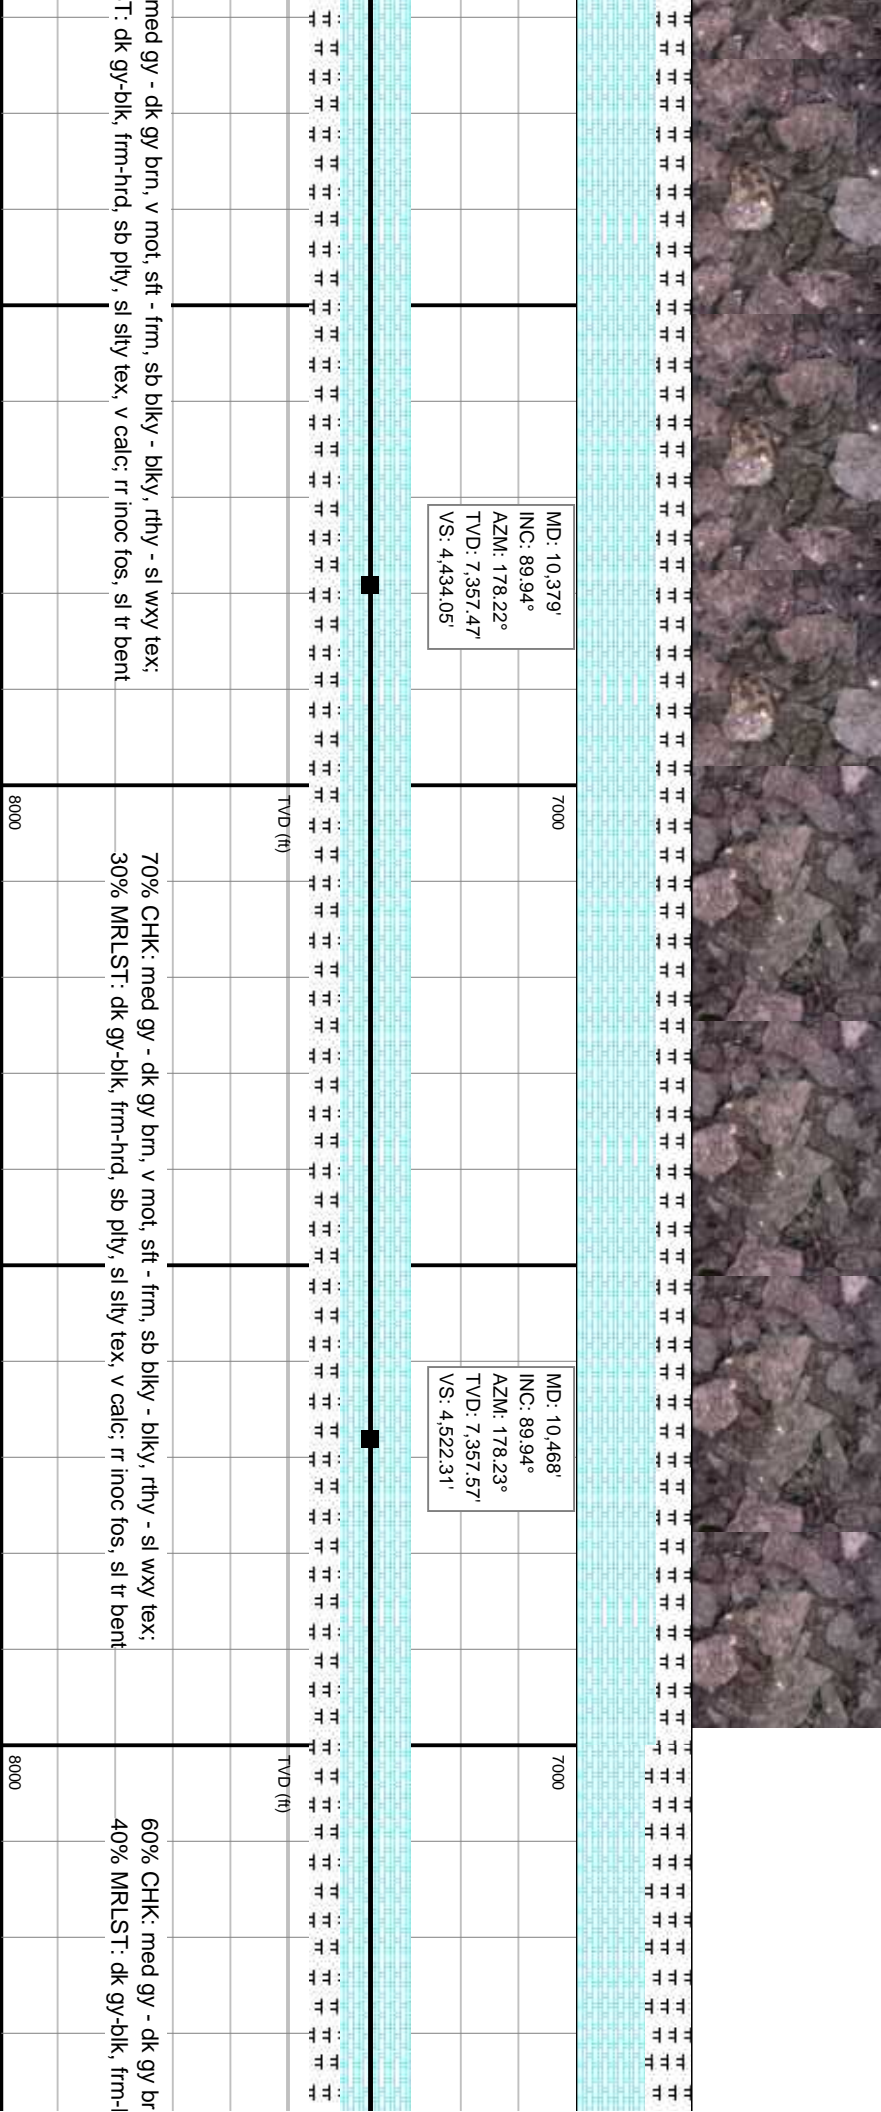 med gy - dk gy brn, v mot, sft - frm, sb blky - blky, rthy - sl wxy tex;
T: dk gy-blk, frm-hrd, sb plty, sl slty tex, v calc; rr inoc fos, sl tr bent
MD: 10,379'
INC: 89.94°
AZM: 178.22°
TVD: 7,357.47'
VS: 4,434.05'
7000
TVD (ft)
8000
70% CHK: med gy - dk gy brn, v mot, sft - frm, sb blky - blky, rthy - sl wxy tex;
30% MRLST: dk gy-blk, frm-hrd, sb plty, sl slty tex, v calc; rr inoc fos, sl tr bent
MD: 10,468'
INC: 89.94°
AZM: 178.23°
TVD: 7,357.57'
VS: 4,522.31'
7000
TVD (ft)
8000
60% CHK: med gy - dk gy br
40% MRLST: dk gy-blk, frm-